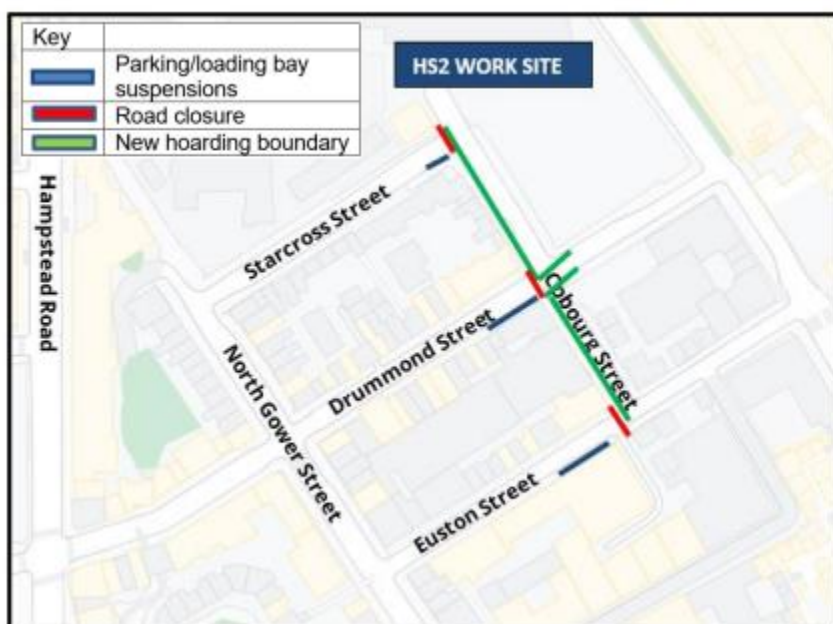 Key
Parking/loading bay
suspensions
Road closure
New hoarding boundary
HS2 WORK SITE
Hampstead Road
Starcross Street
Cobourg Street
Drummond Street
North Gower Street
Euston Street